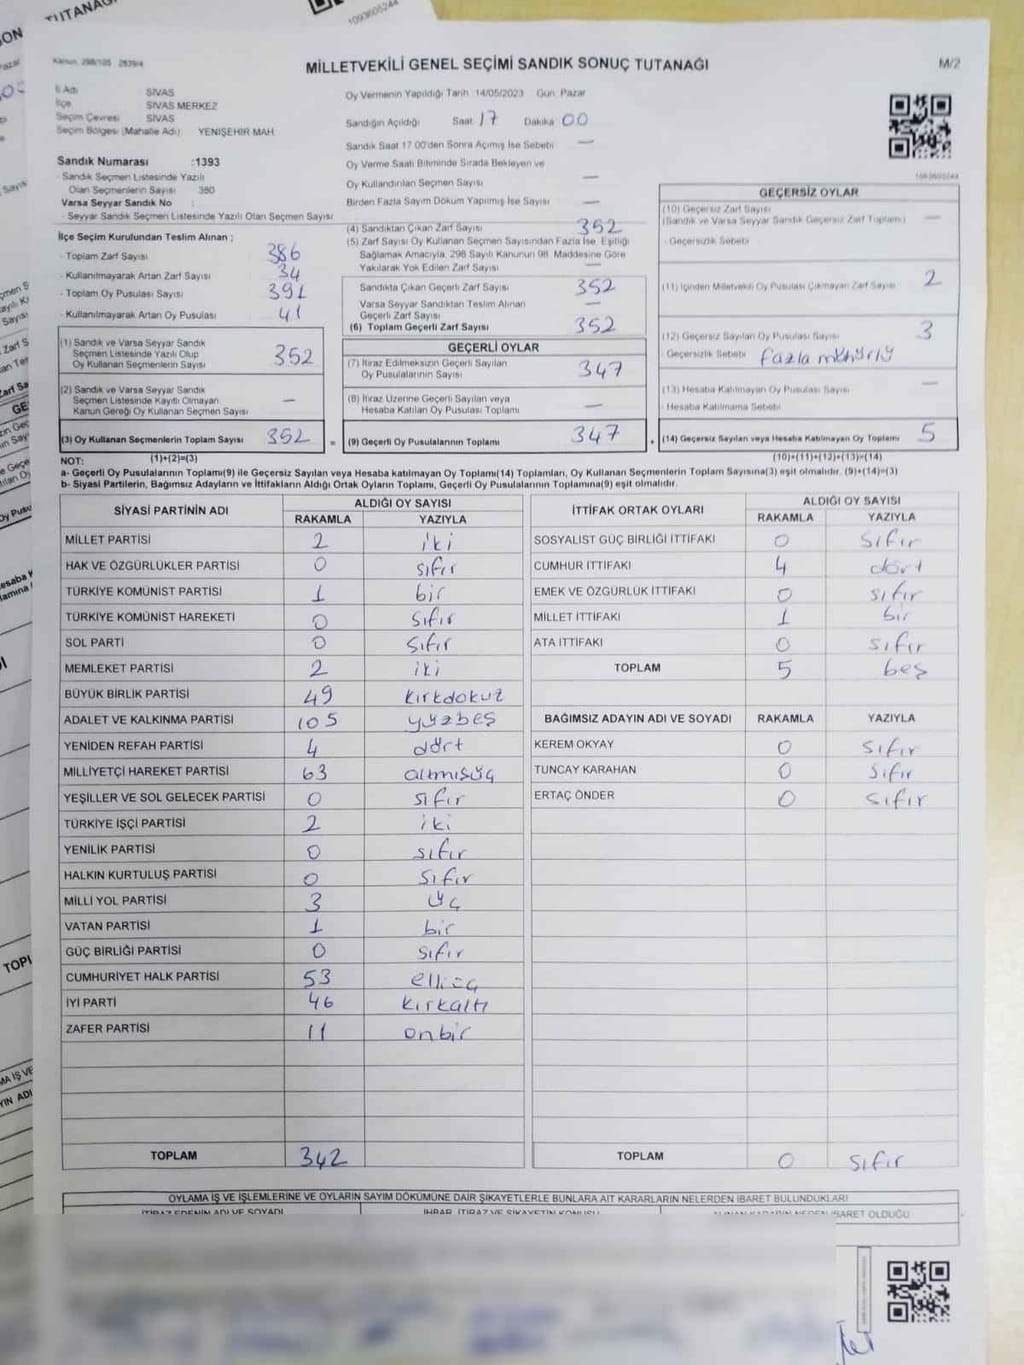 TUTANAĞI
1093605244
Kanun: 298/105 2839/4
MİLLETVEKİLİ GENEL SEÇİMİ SANDIK SONUÇ TUTANAĞI
M/2
İl Adı SİVAS
İlçe SİVAS MERKEZ
Seçim Çevresi SİVAS
Seçim Bölgesi (Mahalle Adı) YENİŞEHİR MAH.
Oy Vermenin Yapıldığı Tarih 14/05/2023 Gün: Pazar
Sandığın Açıldığı Saat 17 Dakika 00
Sandık Saat 17.00'den Sonra Açılmış İse Sebebi —
Oy Verme Saati Bitiminde Sırada Bekleyen ve
Oy Kullandırılan Seçmen Sayısı —
Birden Fazla Sayım Döküm Yapılmış İse Sayısı —
Sandık Numarası :1393
- Sandık Seçmen Listesinde Yazılı
Olan Seçmenlerin Sayısı 380
Varsa Seyyar Sandık No :
- Seyyar Sandık Seçmen Listesinde Yazılı Olan Seçmen Sayısı
İlçe Seçim Kurulundan Teslim Alınan ;
- Toplam Zarf Sayısı 386
- Kullanılmayarak Artan Zarf Sayısı 34
- Toplam Oy Pusulası Sayısı 391
- Kullanılmayarak Artan Oy Pusulası 41
(1) Sandık ve Varsa Seyyar Sandık
Seçmen Listesinde Yazılı Olup
Oy Kullanan Seçmenlerin Sayısı 352
(2) Sandık ve Varsa Seyyar Sandık
Seçmen Listesinde Kayıtlı Olmayan
Kanun Gereği Oy Kullanan Seçmen Sayısı —
(3) Oy Kullanan Seçmenlerin Toplam Sayısı 352 =
(4) Sandıktan Çıkan Zarf Sayısı 352
(5) Zarf Sayısı Oy Kullanan Seçmen Sayısından Fazla İse, Eşitliği
Sağlamak Amacıyla, 298 Sayılı Kanunun 98. Maddesine Göre
Yakılarak Yok Edilen Zarf Sayısı —
Sandıkta Çıkan Geçerli Zarf Sayısı 352
Varsa Seyyar Sandıktan Teslim Alınan
Geçerli Zarf Sayısı —
(6) Toplam Geçerli Zarf Sayısı 352
GEÇERLİ OYLAR
(7) İtiraz Edilmeksizin Geçerli Sayılan
Oy Pusulalarının Sayısı 347
(8) İtiraz Üzerine Geçerli Sayılan veya
Hesaba Katılan Oy Pusulası Toplamı —
(9) Geçerli Oy Pusulalarının Toplamı 347
1093605244
GEÇERSİZ OYLAR
(10) Geçersiz Zarf Sayısı
(Sandık ve Varsa Seyyar Sandık Geçersiz Zarf Toplamı) —
- Geçersizlik Sebebi
(11) İçinden Milletvekili Oy Pusulası Çıkmayan Zarf Sayısı 2
(12) Geçersiz Sayılan Oy Pusulası Sayısı 3
- Geçersizlik Sebebi fazla mühürlü
(13) Hesaba Katılmayan Oy Pusulası Sayısı —
- Hesaba Katılmama Sebebi
(14) Geçersiz Sayılan veya Hesaba Katılmayan Oy Toplamı 5
NOT: (1)+(2)=(3) (10)+(11)+(12)+(13)=(14)
a- Geçerli Oy Pusulalarının Toplamı(9) ile Geçersiz Sayılan veya Hesaba katılmayan Oy Toplamı(14) Toplamları, Oy Kullanan Seçmenlerin Toplam Sayısına(3) eşit olmalıdır. (9)+(14)=(3)
b- Siyasi Partilerin, Bağımsız Adayların ve İttifakların Aldığı Ortak Oyların Toplamı, Geçerli Oy Pusulalarının Toplamına(9) eşit olmalıdır.
SİYASİ PARTİNİN ADI ALDIĞI OY SAYISI
RAKAMLA YAZIYLA
MİLLET PARTİSİ 2 iki
HAK VE ÖZGÜRLÜKLER PARTİSİ 0 sıfır
TÜRKİYE KOMÜNİST PARTİSİ 1 bir
TÜRKİYE KOMÜNİST HAREKETİ 0 sıfır
SOL PARTİ 0 sıfır
MEMLEKET PARTİSİ 2 iki
BÜYÜK BİRLİK PARTİSİ 49 kırkdokuz
ADALET VE KALKINMA PARTİSİ 105 yüzbeş
YENİDEN REFAH PARTİSİ 4 dört
MİLLİYETÇİ HAREKET PARTİSİ 63 altmışüç
YEŞİLLER VE SOL GELECEK PARTİSİ 0 sıfır
TÜRKİYE İŞÇİ PARTİSİ 2 iki
YENİLİK PARTİSİ 0 sıfır
HALKIN KURTULUŞ PARTİSİ 0 sıfır
MİLLİ YOL PARTİSİ 3 üç
VATAN PARTİSİ 1 bir
GÜÇ BİRLİĞİ PARTİSİ 0 sıfır
CUMHURİYET HALK PARTİSİ 53 elliüç
İYİ PARTİ 46 kırkaltı
ZAFER PARTİSİ 11 onbir
TOPLAM 342
İTTİFAK ORTAK OYLARI ALDIĞI OY SAYISI
RAKAMLA YAZIYLA
SOSYALİST GÜÇ BİRLİĞİ İTTİFAKI 0 sıfır
CUMHUR İTTİFAKI 4 dört
EMEK VE ÖZGÜRLÜK İTTİFAKI 0 sıfır
MİLLET İTTİFAKI 1 bir
ATA İTTİFAKI 0 sıfır
TOPLAM 5 beş
BAĞIMSIZ ADAYIN ADI VE SOYADI RAKAMLA YAZIYLA
KEREM OKYAY 0 sıfır
TUNCAY KARAHAN 0 sıfır
ERTAÇ ÖNDER 0 sıfır
TOPLAM 0 sıfır
OYLAMA İŞ VE İŞLEMLERİNE VE OYLARIN SAYIM DÖKÜMÜNE DAİR ŞİKAYETLERLE BUNLARA AİT KARARLARIN NELERDEN İBARET BULUNDUKLARI
İTİRAZ EDENİN ADI VE SOYADI İHBAR, İTİRAZ VE ŞİKAYETİN KONUSU